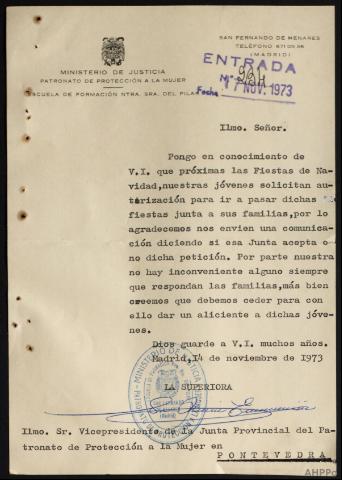 SAN FERNANDO DE HENARES
TELÉFONO 671 05 58
(MADRID)
MINISTERIO DE JUSTICIA
PATRONATO DE PROTECCIÓN A LA MUJER
ESCUELA DE FORMACIÓN NTRA. SRA. DEL PILAR
ENTRADA
N.º
Fecha 17 NOV. 1973
Ilmo. Señor.
Pongo en conocimiento de
V.I. que próximas las Fiestas de Na-
vidad, nuestras jóvenes solicitan au-
torización para ir a pasar dichas
fiestas junta a sus familias, por lo
agradecemos nos envien una comunica-
ción diciendo si esa Junta acepta o
no dicha petición. Por parte nuestra
no hay inconveniente alguno siempre
que respondan las familias, más bien
creemos que debemos ceder para con
ello dar un aliciente a dichas jóve-
nes.
Dios guarde a V.I. muchos años.
Madrid, 14 de noviembre de 1973
LA SUPERIORA
Ilmo. Sr. Vicepresidente de la Junta Provincial del Pa-
tronato de Protección a la Mujer en
PONTEVEDRA
AHPPo